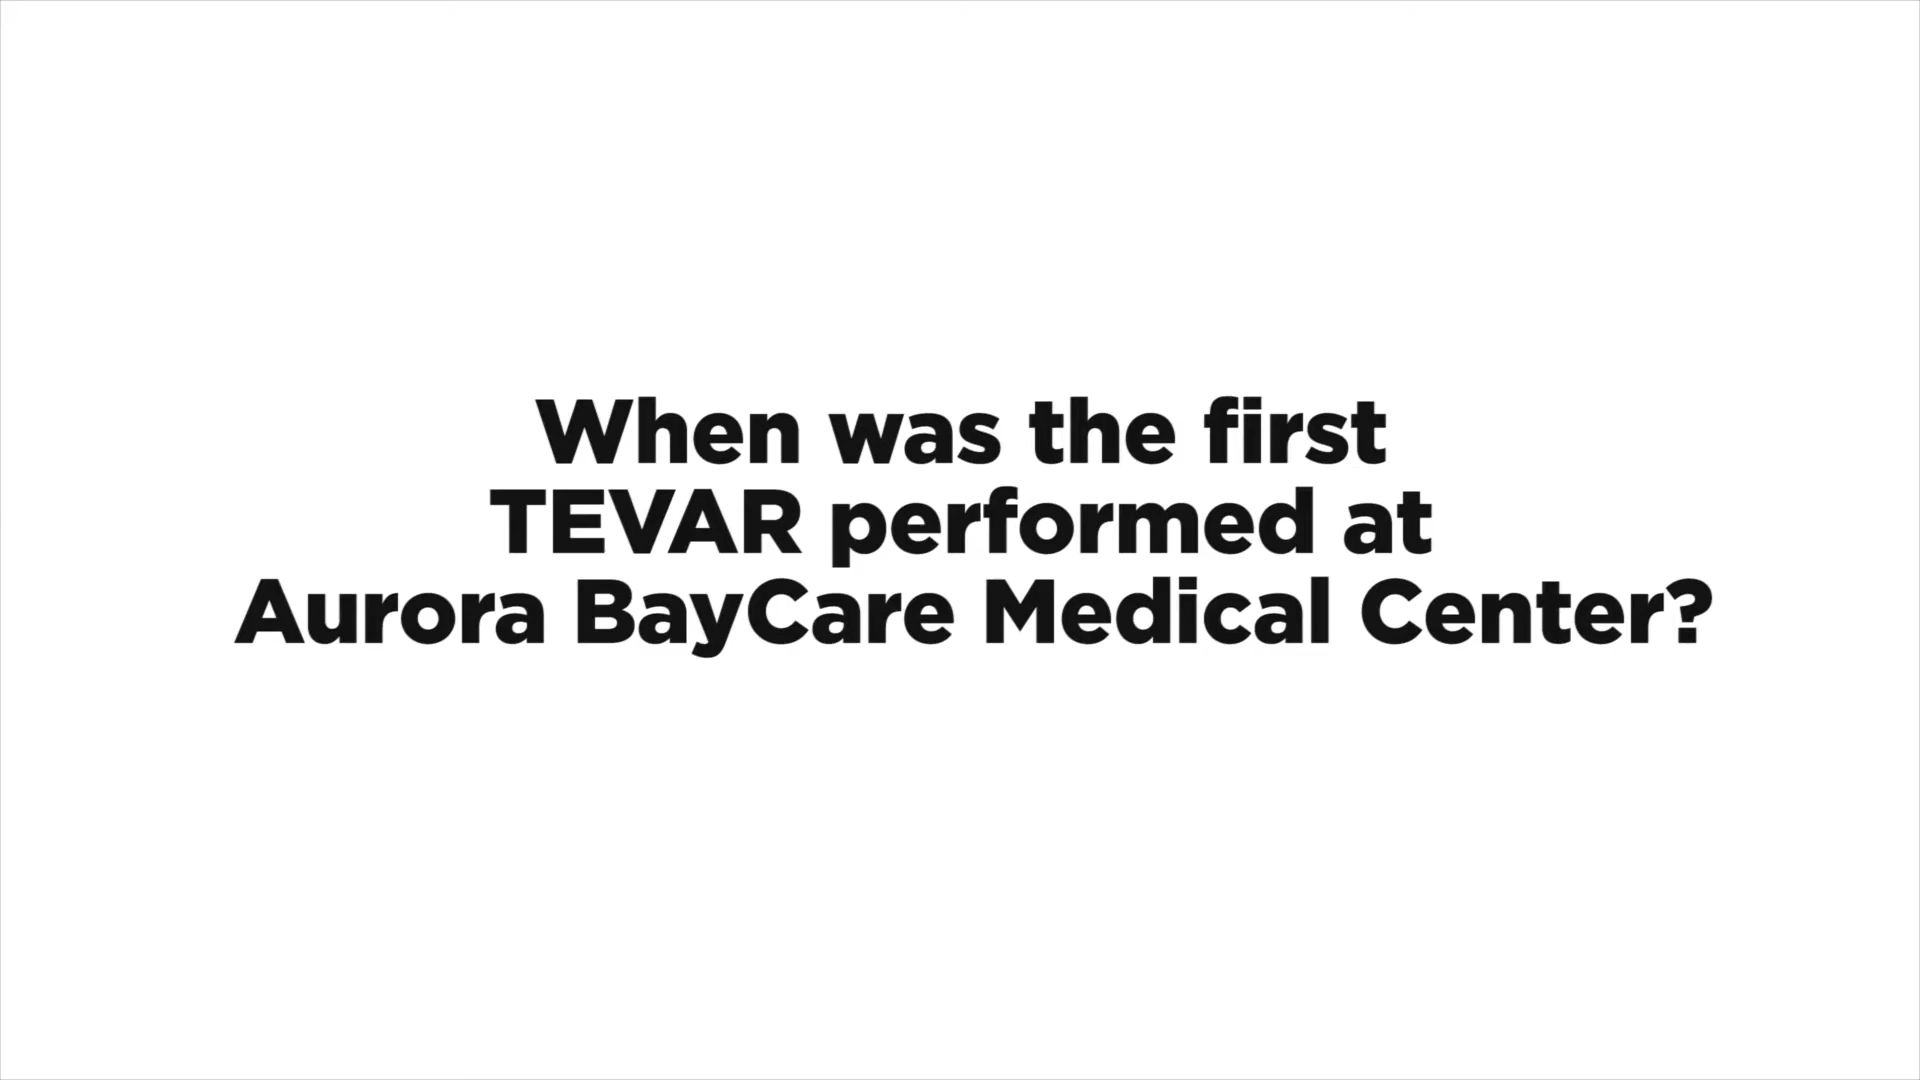 When was the first
TEVAR performed at
Aurora BayCare Medical Center?